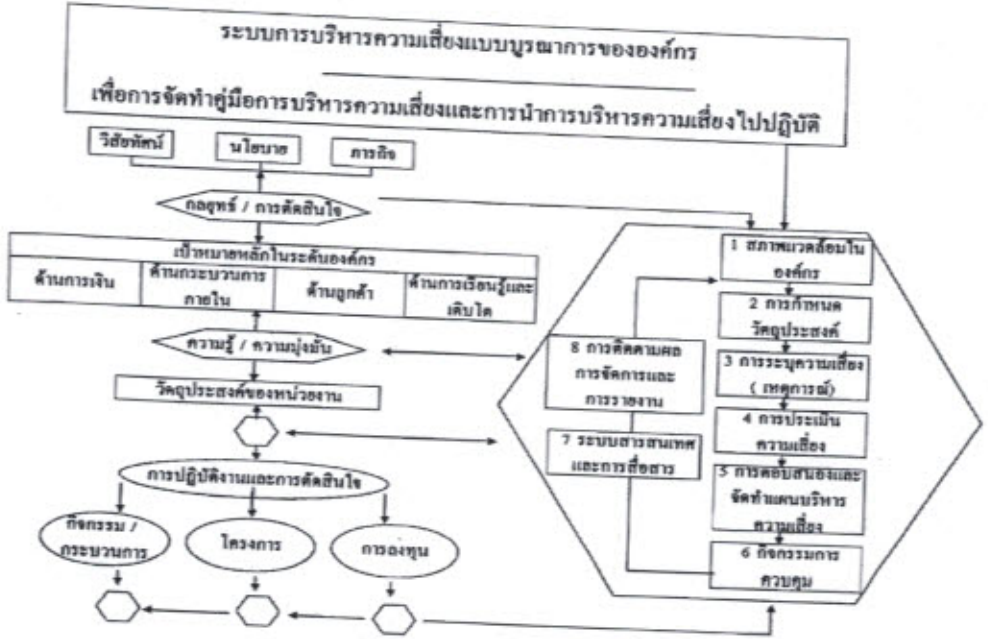 ระบบการบริหารความเสี่ยงแบบบูรณาการขององค์กร
เพื่อการจัดทำคู่มือการบริหารความเสี่ยงและการนำการบริหารความเสี่ยงไปปฏิบัติ
วิสัยทัศน์
นโยบาย
ภารกิจ
กลยุทธ์ / การตัดสินใจ
เป้าหมายหลักในระดับองค์กร
ด้านการเงิน
ด้านกระบวนการ
ภายใน
ด้านลูกค้า
ด้านการเรียนรู้และ
เติบโต
ความรู้ / ความมุ่งมั่น
วัตถุประสงค์ของหน่วยงาน
การปฏิบัติงานและการตัดสินใจ
กิจกรรม /
กระบวนการ
โครงการ
การลงทุน
1 สภาพแวดล้อมใน
องค์กร
2 การกำหนด
วัตถุประสงค์
3 การระบุความเสี่ยง
( เหตุการณ์)
4 การประเมิน
ความเสี่ยง
5 การตอบสนองและ
จัดทำแผนบริหาร
ความเสี่ยง
6 กิจกรรมการ
ควบคุม
7 ระบบสารสนเทศ
และการสื่อสาร
8 การติดตามผล
การจัดการและ
การรายงาน